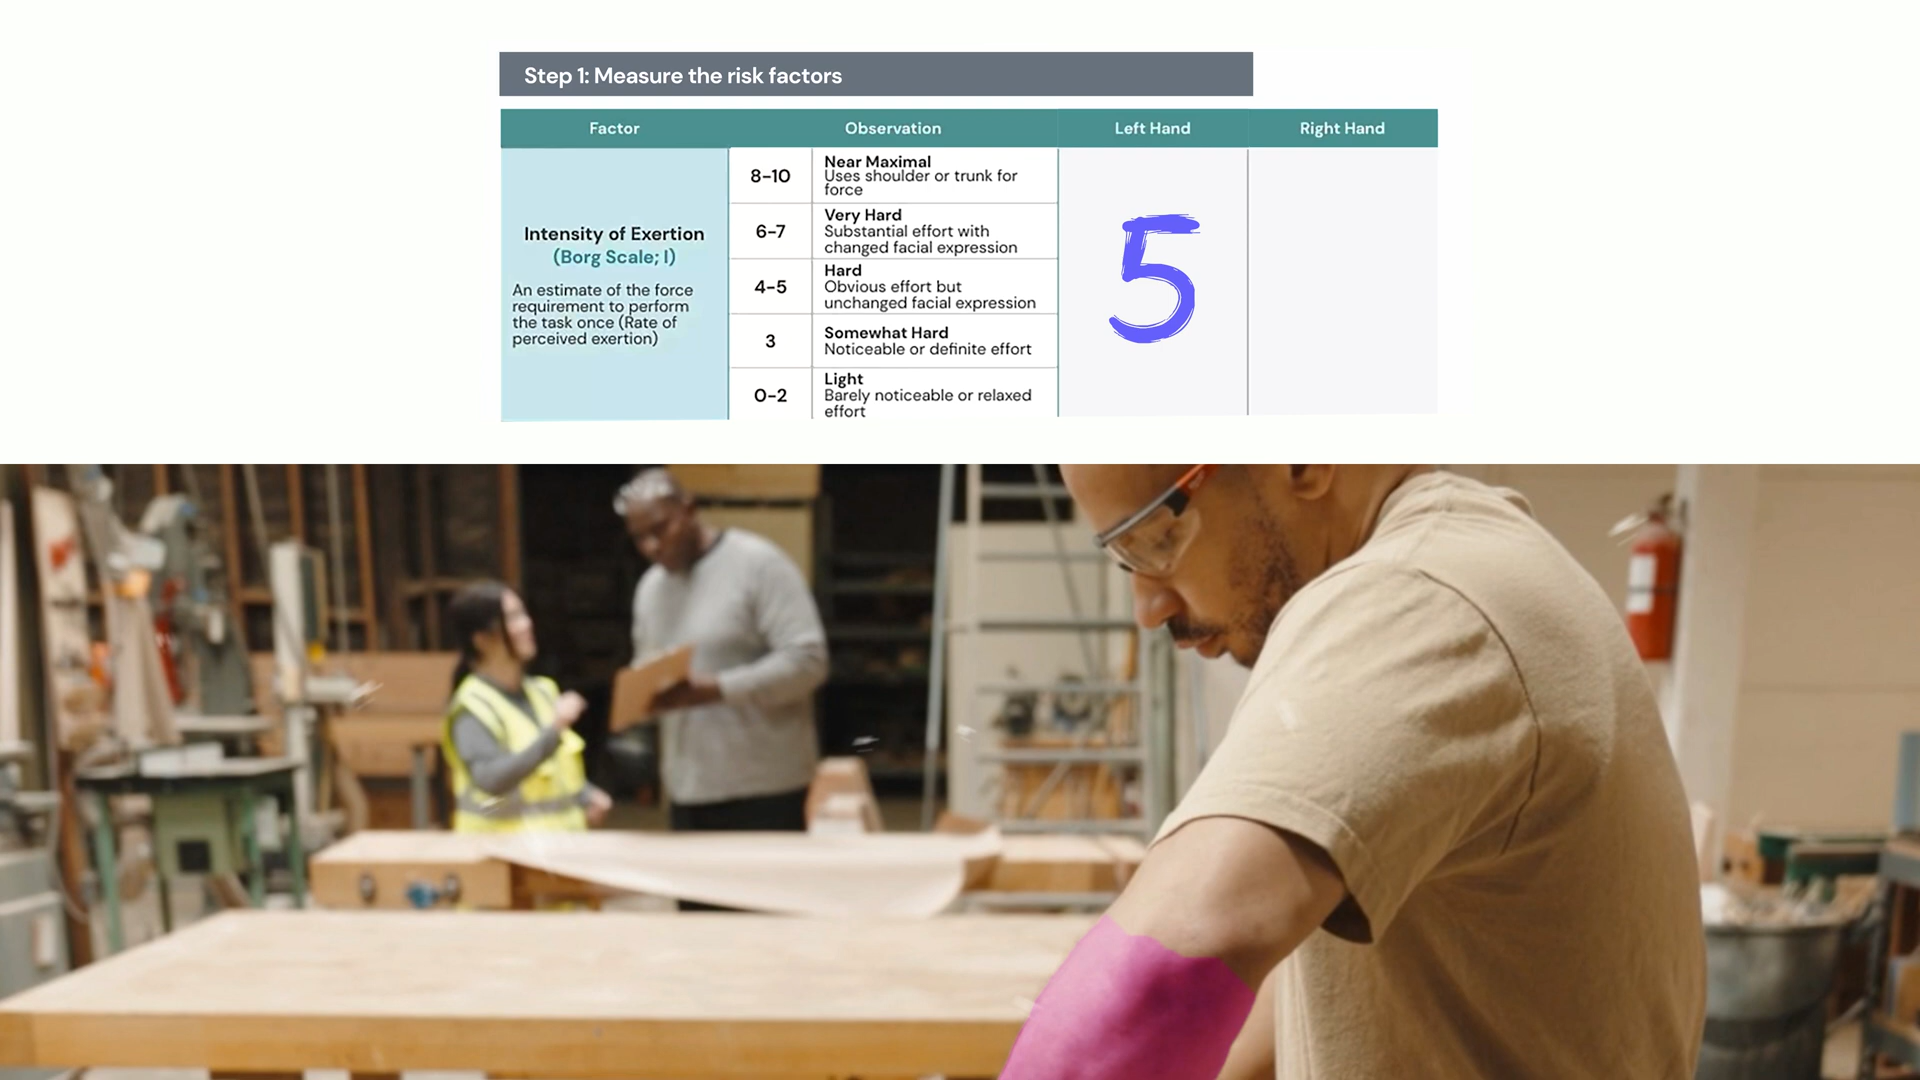 Step 1: Measure the risk factors
Factor
Observation
Left Hand
Right Hand
Intensity of Exertion
(Borg Scale; I)
An estimate of the force
requirement to perform
the task once (Rate of
perceived exertion)
8-10
Near Maximal
Uses shoulder or trunk for
force
6-7
Very Hard
Substantial effort with
changed facial expression
4-5
Hard
Obvious effort but
unchanged facial expression
3
Somewhat Hard
Noticeable or definite effort
0-2
Light
Barely noticeable or relaxed
effort
5